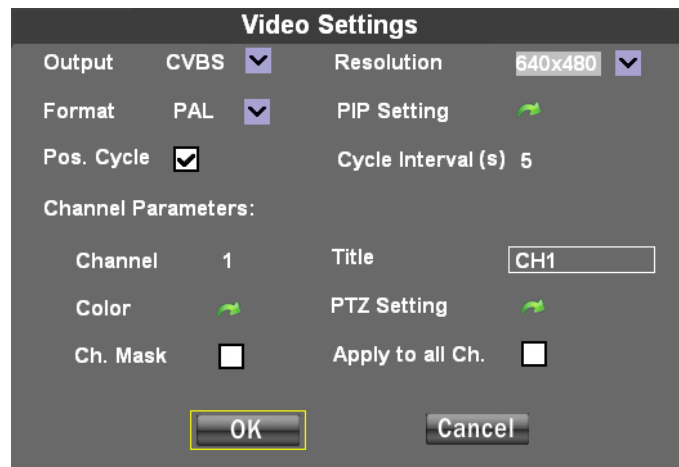 Video Settings
Output CVBS Resolution 640x480
Format PAL PIP Setting
Pos. Cycle Cycle Interval (s) 5
Channel Parameters:
Channel 1 Title CH1
Color PTZ Setting
Ch. Mask Apply to all Ch.
OK Cancel